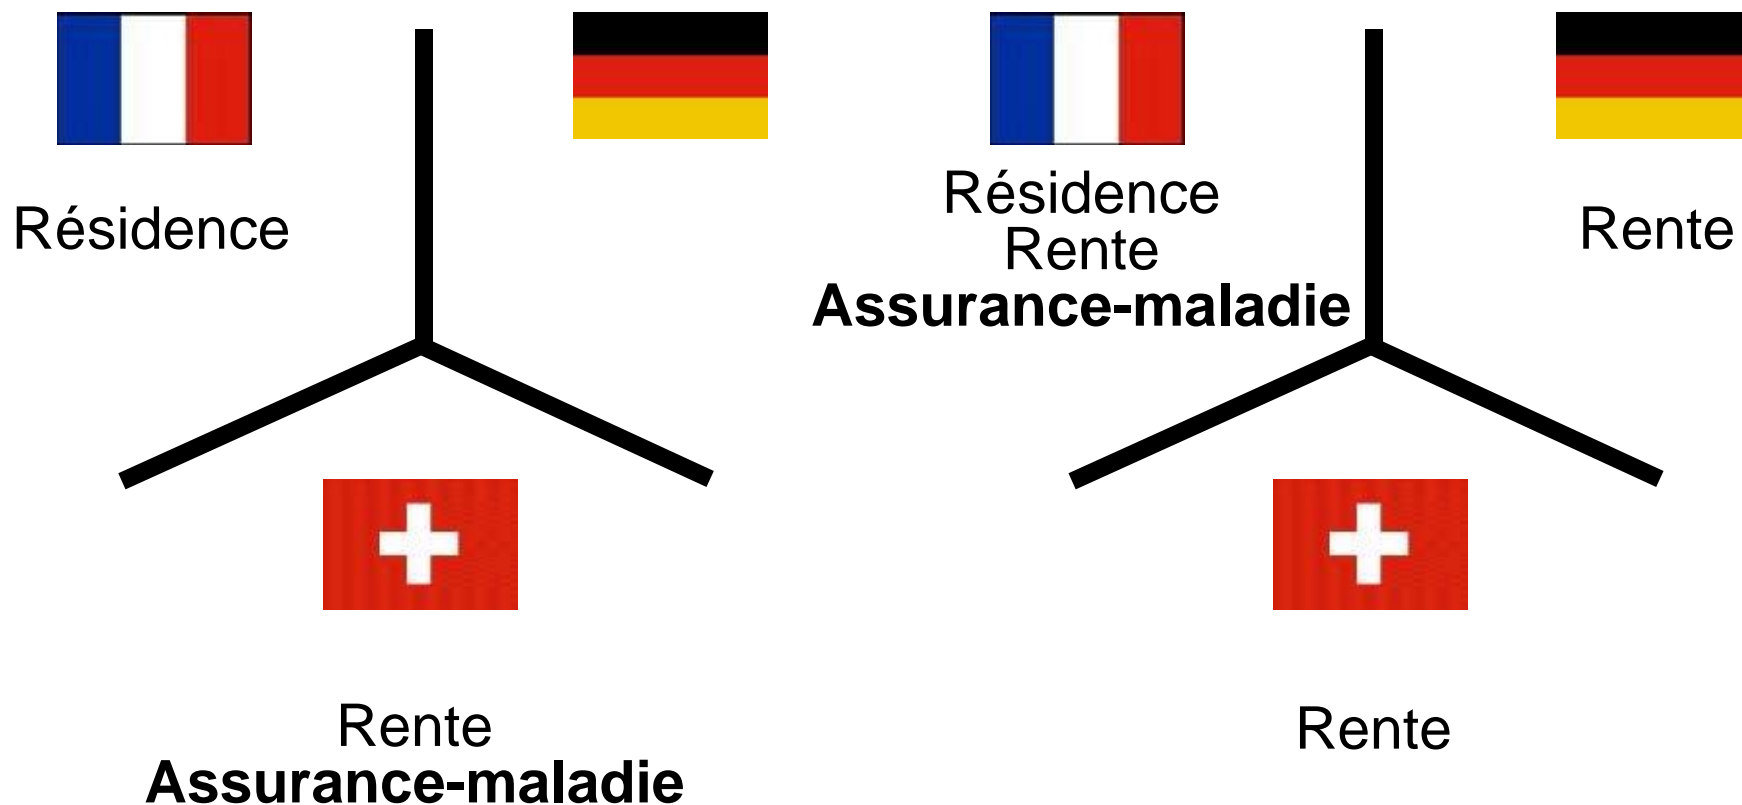 Résidence
Rente
Assurance-maladie
Résidence
Rente
Assurance-maladie
Rente
Rente